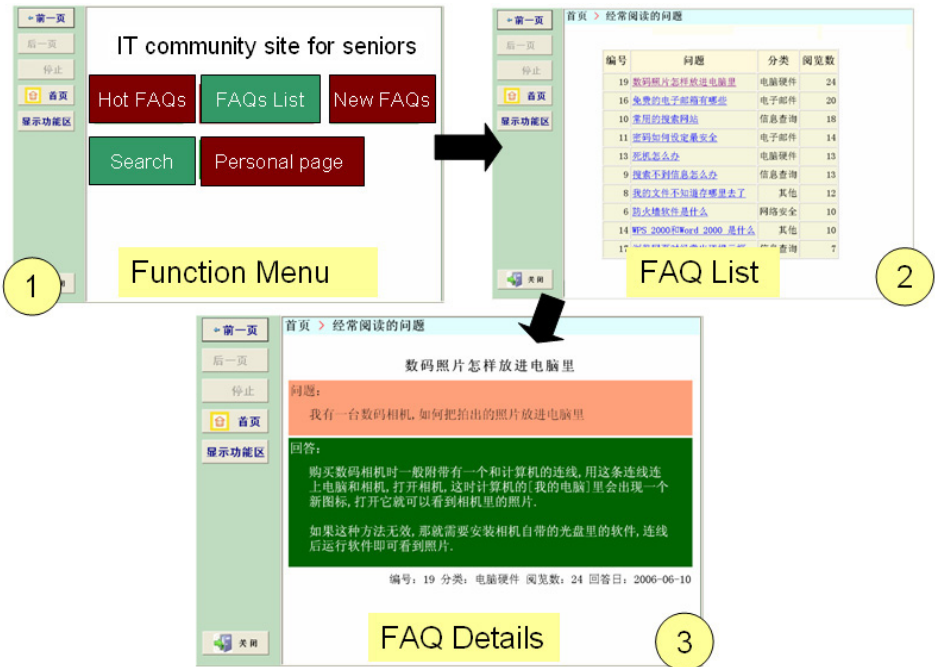 前一页
后一页
停止
首页
显示功能区
IT community site for seniors
Hot FAQs
FAQs List
New FAQs
Search
Personal page
Function Menu
1
前一页
后一页
停止
首页
显示功能区
关闭
首页 > 经常阅读的问题
编号 问题 分类 阅览数
19 数码照片怎样放进电脑里 电脑硬件 24
16 免费的电子邮箱有哪些 电子邮件 20
10 常用的搜索网站 信息查询 18
11 密码如何设定最安全 电子邮件 14
13 死机怎么办 电脑硬件 13
9 搜索不到信息怎么办 信息查询 13
8 我的文件不知道存哪里去了 其他 12
6 防火墙软件是什么 网络安全 10
14 WPS 2000和Word 2000 是什么 其他 10
17 信息查询 7
FAQ List
2
前一页
后一页
停止
首页
显示功能区
关闭
首页 > 经常阅读的问题
数码照片怎样放进电脑里
问题:
我有一台数码相机,如何把拍出的照片放进电脑里
回答:
购买数码相机时一般附带有一个和计算机的连线,用这条连线连
上电脑和相机,打开相机,这时计算机的[我的电脑]里会出现一个
新图标,打开它就可以看到相机里的照片.
如果这种方法无效,那就需要安装相机自带的光盘里的软件,连线
后运行软件即可看到照片.
编号: 19 分类: 电脑硬件 阅览数: 24 回答日: 2006-06-10
FAQ Details
3